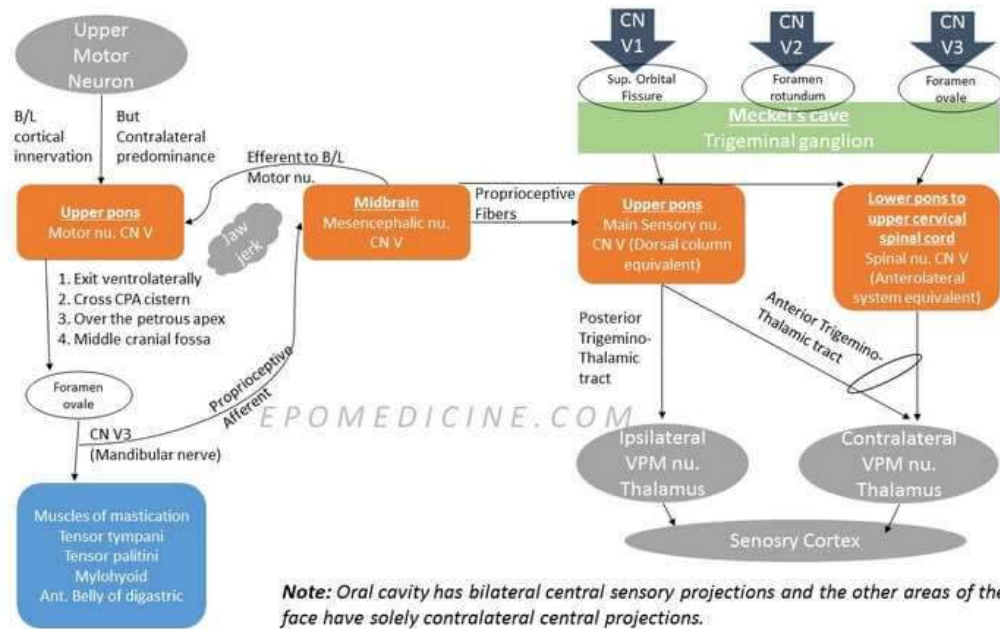 Upper
Motor
Neuron
B/L
cortical
innervation
But
Contralateral
predominance
Efferent to B/L
Motor nu.
Upper pons
Motor nu. CN V
Jaw
jerk
Midbrain
Mesencephalic nu.
CN V
Proprioceptive
Fibers
1. Exit ventrolaterally
2. Cross CPA cistern
3. Over the petrous apex
4. Middle cranial fossa
Foramen
ovale
Proprioceptive
Afferent
CN V3
(Mandibular nerve)
Muscles of mastication
Tensor tympani
Tensor palitini
Mylohyoid
Ant. Belly of digastric
CN
V1
CN
V2
CN
V3
Sup. Orbital
Fissure
Foramen
rotundum
Foramen
ovale
Meckel's cave
Trigeminal ganglion
Upper pons
Main Sensory nu.
CN V (Dorsal column
equivalent)
Lower pons to
upper cervical
spinal cord
Spinal nu. CN V
(Anterolateral
system equivalent)
Posterior
Trigemino-
Thalamic
tract
Anterior Trigemino-
Thalamic tract
EPOMEDICINE.COM
Ipsilateral
VPM nu.
Thalamus
Contralateral
VPM nu.
Thalamus
Senosry Cortex
Note: Oral cavity has bilateral central sensory projections and the other areas of the
face have solely contralateral central projections.